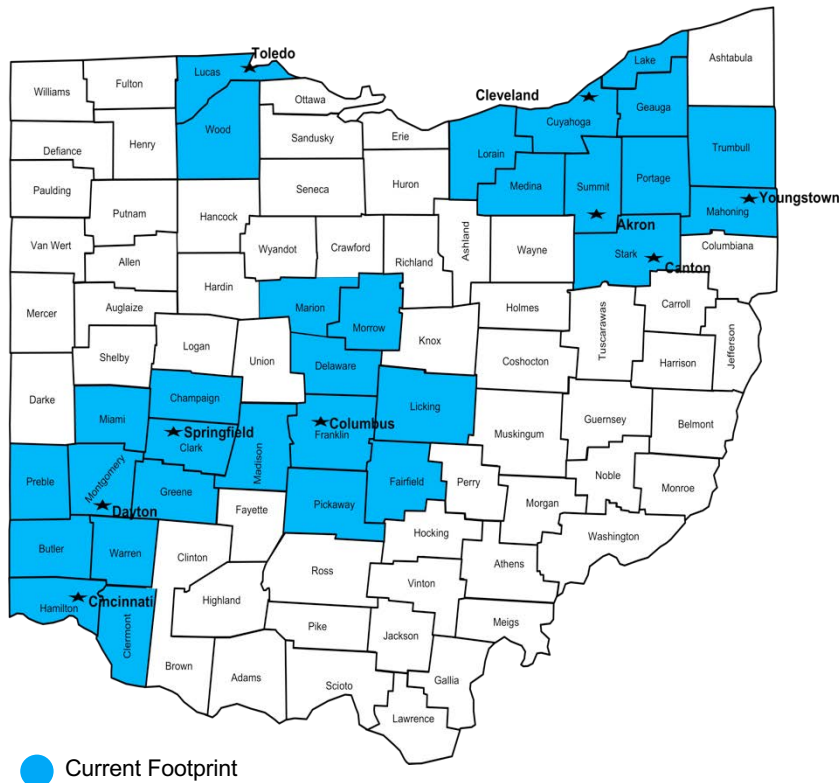 Toledo
Lake
Ashtabula
Lucas
Fulton
Williams
Cleveland
Ottawa
Geauga
Cuyahoga
Wood
Sandusky
Erie
Henry
Defiance
Lorain
Trumbull
Medina
Summit
Portage
Huron
Seneca
Paulding
Youngstown
Mahoning
Putnam
Hancock
Akron
Ashland
Van Wert
Wyandot
Crawford
Richland
Wayne
Stark
Columbiana
Canton
Allen
Hardin
Mercer
Auglaize
Marion
Morrow
Holmes
Carroll
Tuscarawas
Jefferson
Logan
Knox
Shelby
Union
Delaware
Coshocton
Harrison
Darke
Champaign
Licking
Miami
Guernsey
Belmont
Columbus
Springfield
Franklin
Muskingum
Clark
Madison
Preble
Montgomery
Greene
Fairfield
Perry
Noble
Monroe
Pickaway
Morgan
Dayton
Fayette
Hocking
Washington
Butler
Warren
Clinton
Athens
Ross
Vinton
Cincinnati
Hamilton
Highland
Meigs
Clermont
Pike
Jackson
Brown
Adams
Gallia
Scioto
Lawrence
Current Footprint